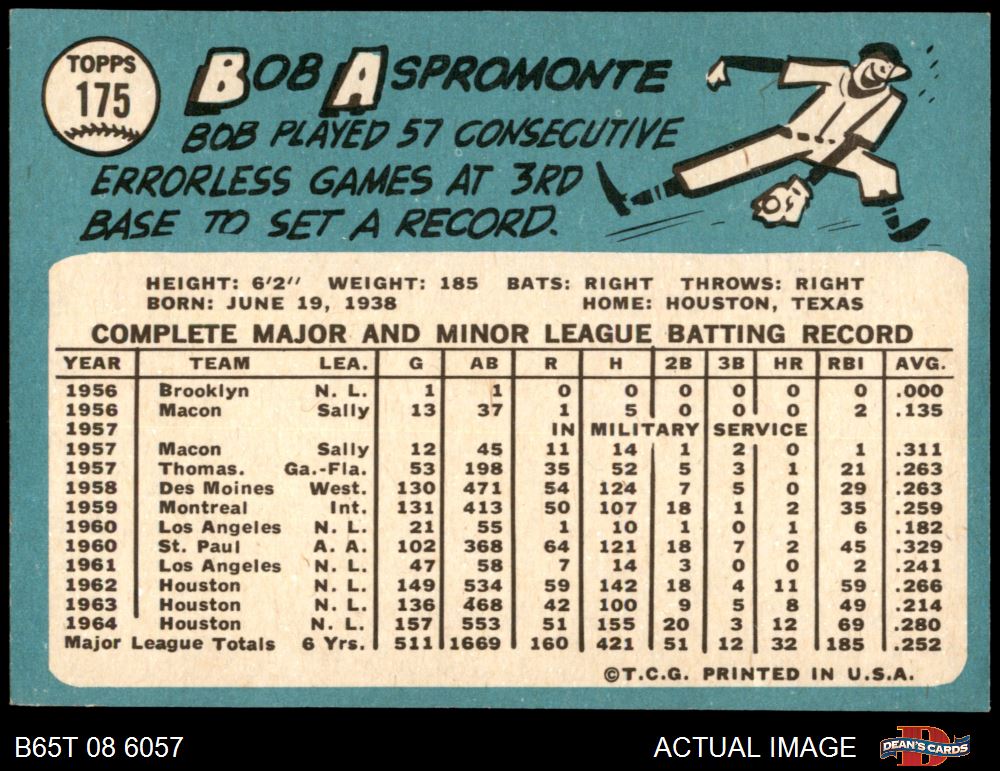 TOPPS
175
BOB ASPROMONTE
BOB PLAYED 57 CONSECUTIVE
ERRORLESS GAMES AT 3RD
BASE TO SET A RECORD.
HEIGHT: 6'2" WEIGHT: 185 BATS: RIGHT THROWS: RIGHT
BORN: JUNE 19, 1938 HOME: HOUSTON, TEXAS
COMPLETE MAJOR AND MINOR LEAGUE BATTING RECORD
YEAR TEAM LEA. G AB R H 2B 3B HR RBI AVG.
1956 Brooklyn N. L. 1 1 0 0 0 0 0 0 .000
1956 Macon Sally 13 37 1 5 0 0 0 2 .135
1957 IN MILITARY SERVICE
1957 Macon Sally 12 45 11 14 1 2 0 1 .311
1957 Thomas. Ga.-Fla. 53 198 35 52 5 3 1 21 .263
1958 Des Moines West. 130 471 54 124 7 5 0 29 .263
1959 Montreal Int. 131 413 50 107 18 1 2 35 .259
1960 Los Angeles N. L. 21 55 1 10 1 0 1 6 .182
1960 St. Paul A. A. 102 368 64 121 18 7 2 45 .329
1961 Los Angeles N. L. 47 58 7 14 3 0 0 2 .241
1962 Houston N. L. 149 534 59 142 18 4 11 59 .266
1963 Houston N. L. 136 468 42 100 9 5 8 49 .214
1964 Houston N. L. 157 553 51 155 20 3 12 69 .280
Major League Totals 6 Yrs. 511 1669 160 421 51 12 32 185 .252
©T.C.G. PRINTED IN U.S.A.
B65T 08 6057 ACTUAL IMAGE DEAN'S CARDS